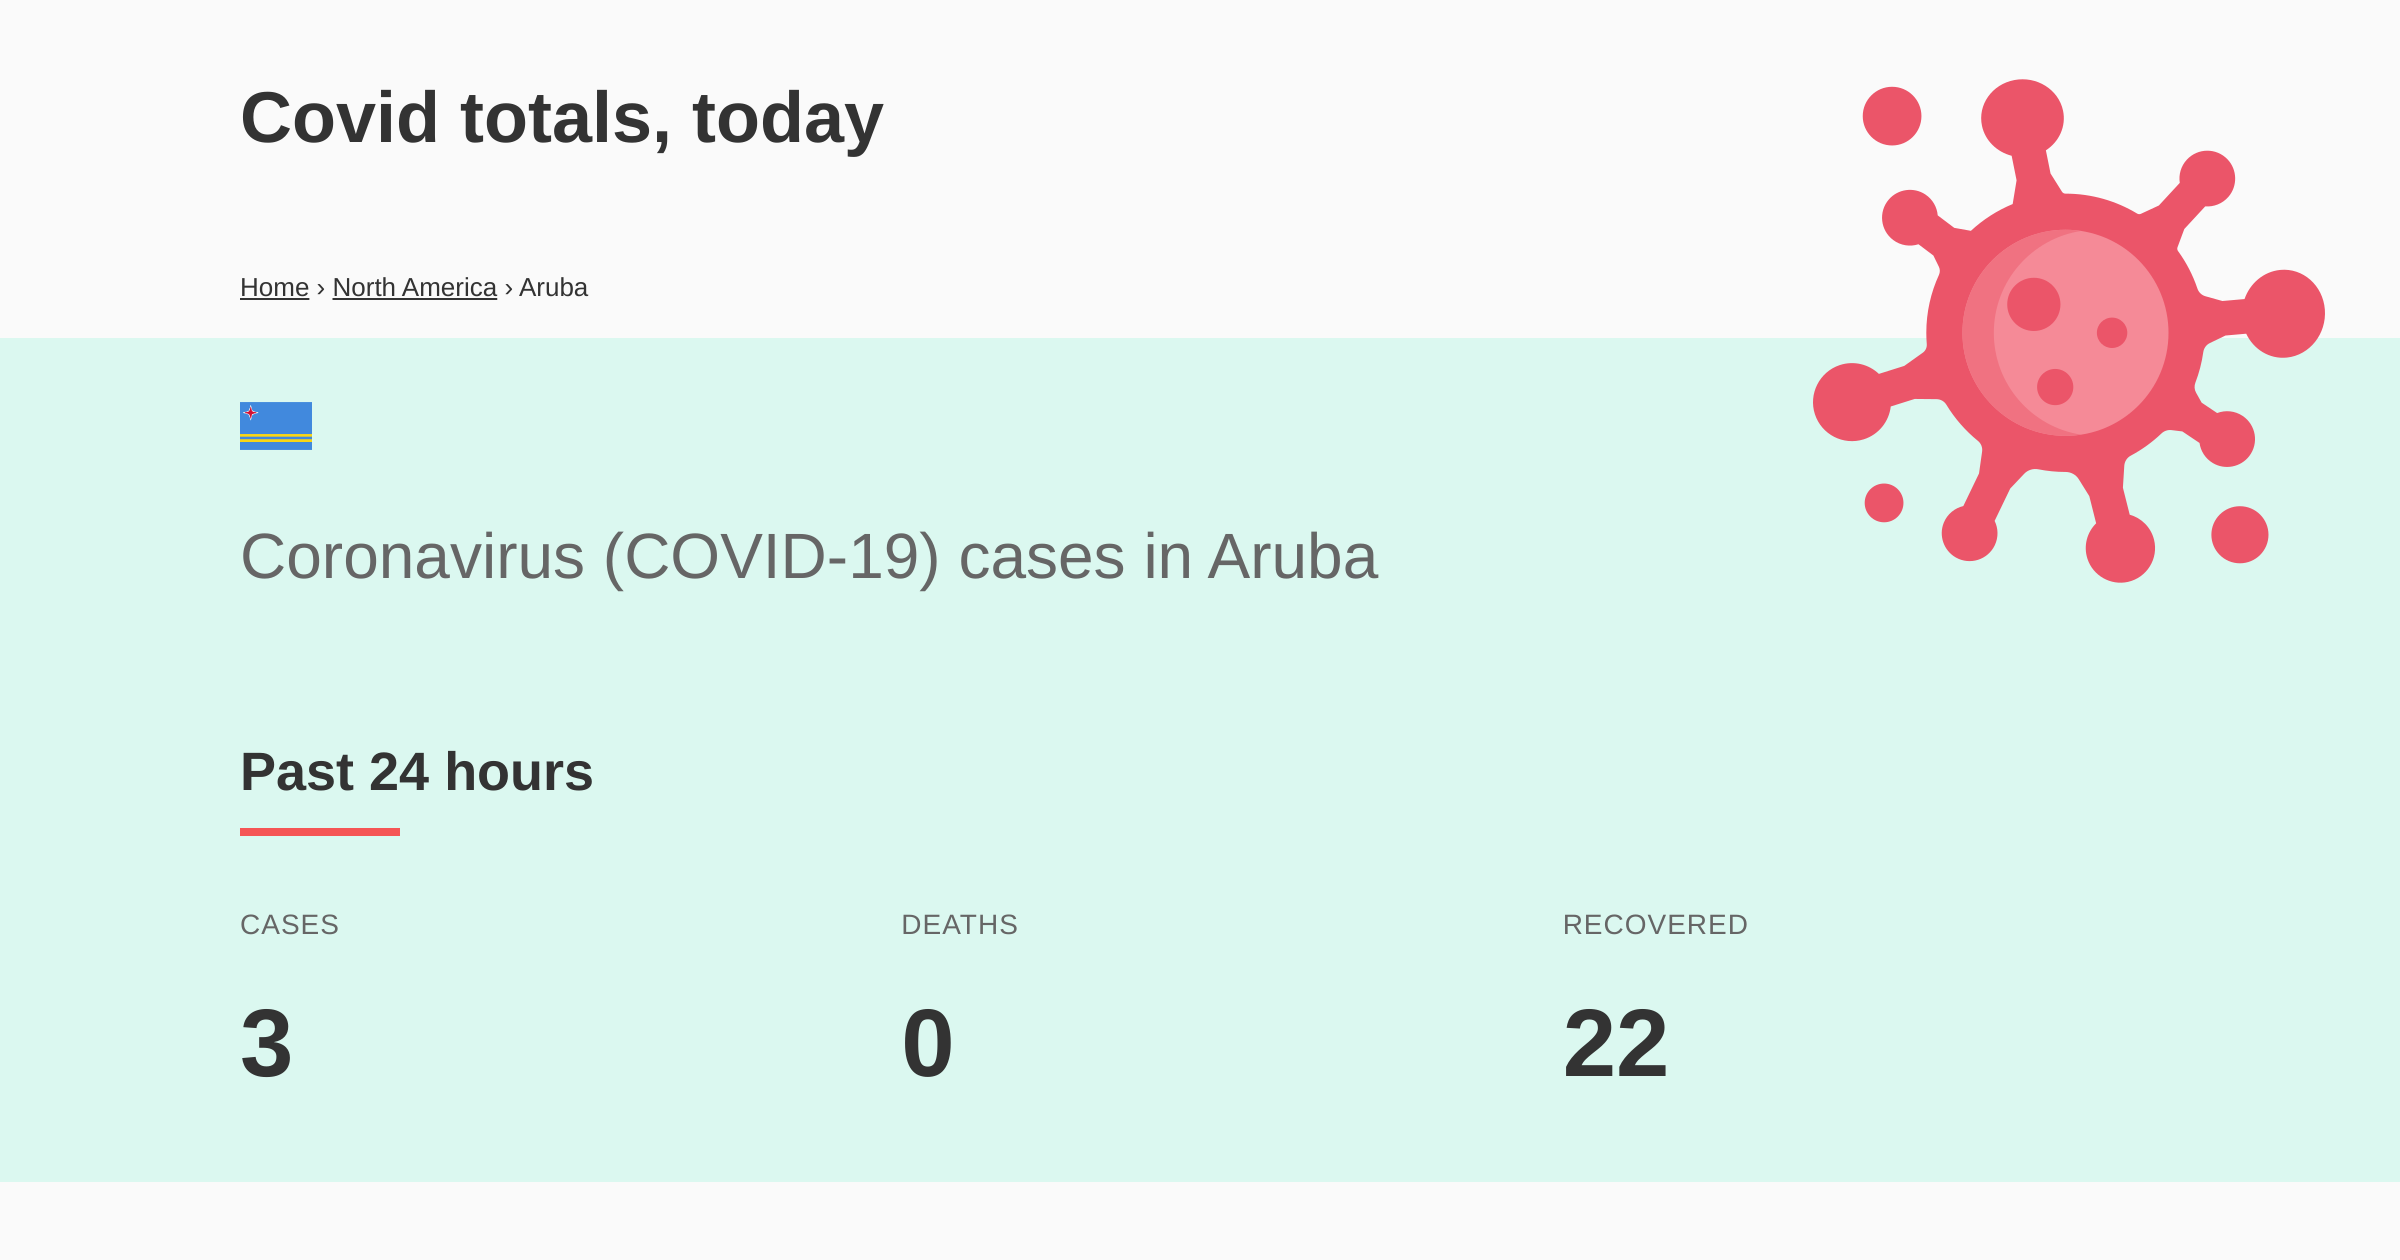 Covid totals, today
Home › North America › Aruba
Coronavirus (COVID-19) cases in Aruba
Past 24 hours
CASES DEATHS RECOVERED
3 0 22